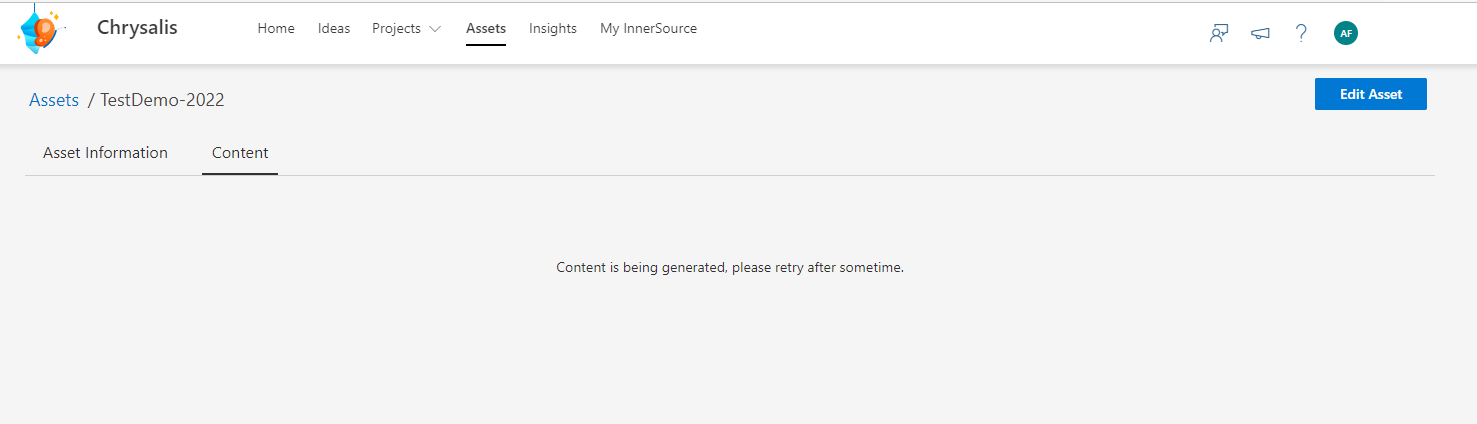 Chrysalis Home Ideas Projects Assets Insights My InnerSource ? AF
Assets / TestDemo-2022 Edit Asset
Asset Information Content
Content is being generated, please retry after sometime.